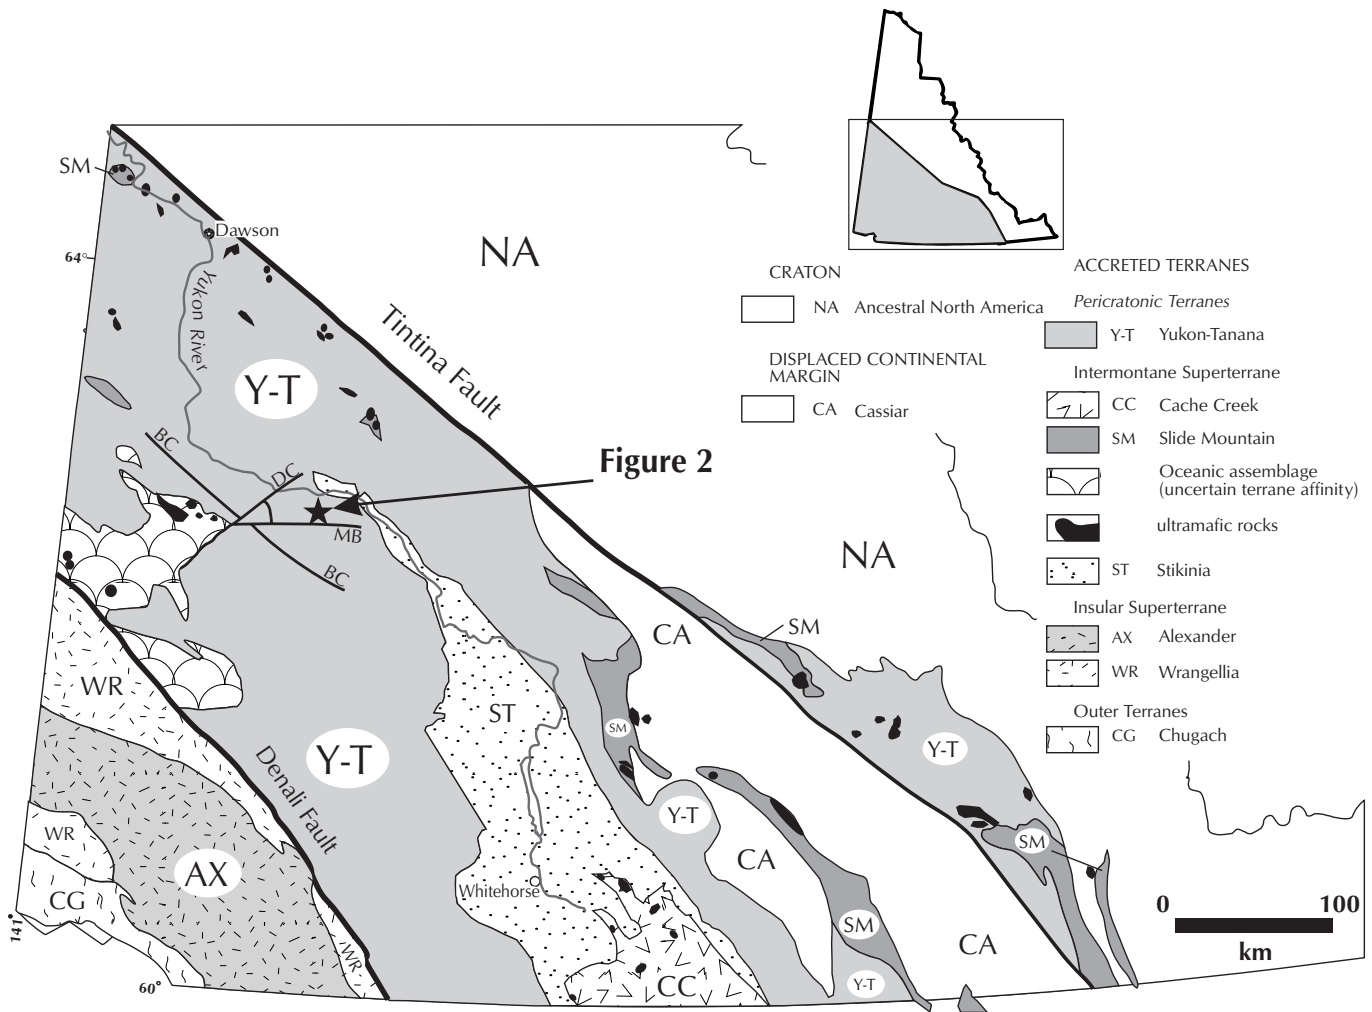 SM
Dawson
64°
Yukon River
NA
Tintina Fault
Y-T
BC
DC
MB
BC
Figure 2
NA
CA
SM
WR
ST
SM
Y-T
Y-T
Denali Fault
Y-T
WR
AX
CG
CA
SM
Whitehorse
SM
CA
WR
CC
Y-T
141°
60°
0 100
km
CRATON
NA Ancestral North America
DISPLACED CONTINENTAL
MARGIN
CA Cassiar
ACCRETED TERRANES
Pericratonic Terranes
Y-T Yukon-Tanana
Intermontane Superterrane
CC Cache Creek
SM Slide Mountain
Oceanic assemblage
(uncertain terrane affinity)
ultramafic rocks
ST Stikinia
Insular Superterrane
AX Alexander
WR Wrangellia
Outer Terranes
CG Chugach